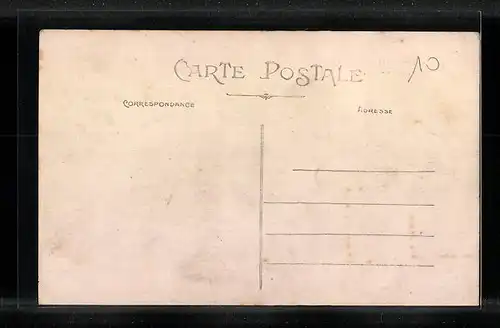 CARTE POSTALE
10
CORRESPONDANCE
ADRESSE